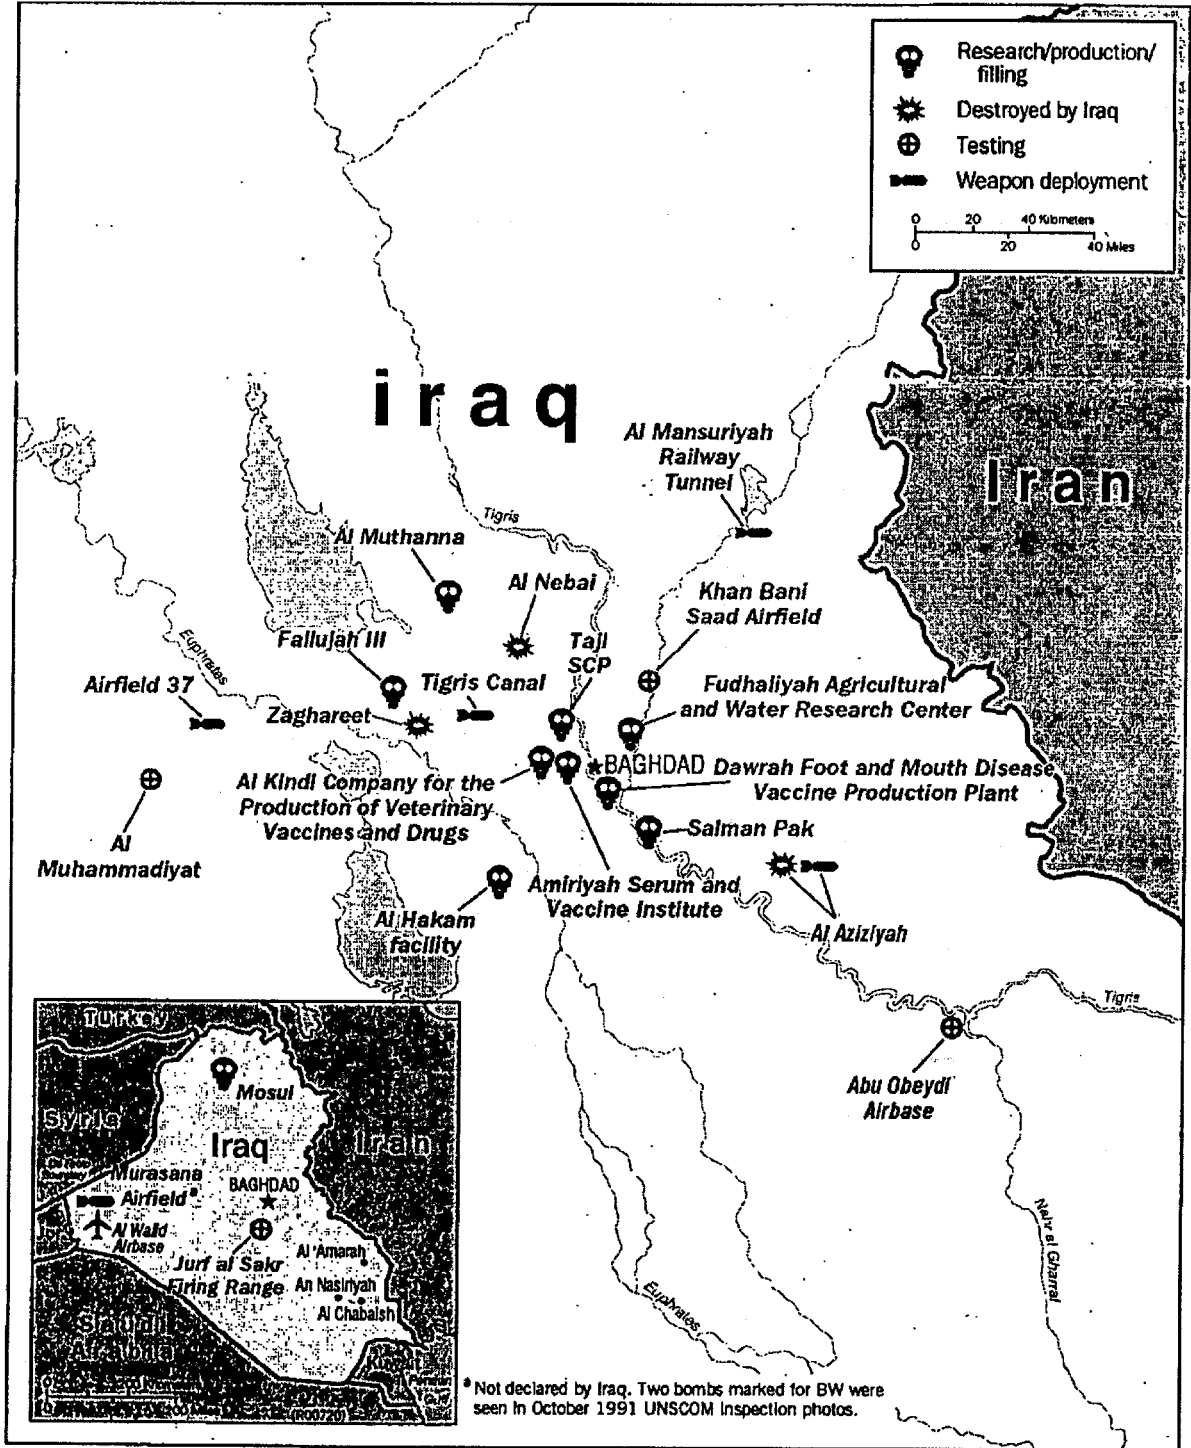 Research/production/
filling
Destroyed by Iraq
Testing
Weapon deployment
0 20 40 Kilometers
0 20 40 Miles
iraq
Iran
Al Mansuriyah
Railway
Tunnel
Tigris
Al Muthanna
Al Nebai
Khan Bani
Saad Airfield
Fallujah III
Taji
SCP
Euphrates
Airfield 37
Tigris Canal
Fudhaliyah Agricultural
and Water Research Center
Zaghareet
BAGHDAD
Al Kindi Company for the
Production of Veterinary
Vaccines and Drugs
Dawrah Foot and Mouth Disease
Vaccine Production Plant
Salman Pak
Al
Muhammadiyat
Amiriyah Serum and
Vaccine Institute
Al Hakam
facility
Al Aziziyah
Tigris
Abu Obeydi
Airbase
Nahr al Gharraf
Euphrates
Turkey
Mosul
Syria
Iraq
Iran
Murasana
Airfield a
BAGHDAD
Al Walid
Airbase
Jurf al Sakr
Firing Range
Al 'Amarah
An Nasiriyah
Al Chabaish
Saudi
Arabia
Kuwait
a Not declared by Iraq. Two bombs marked for BW were
seen in October 1991 UNSCOM inspection photos.